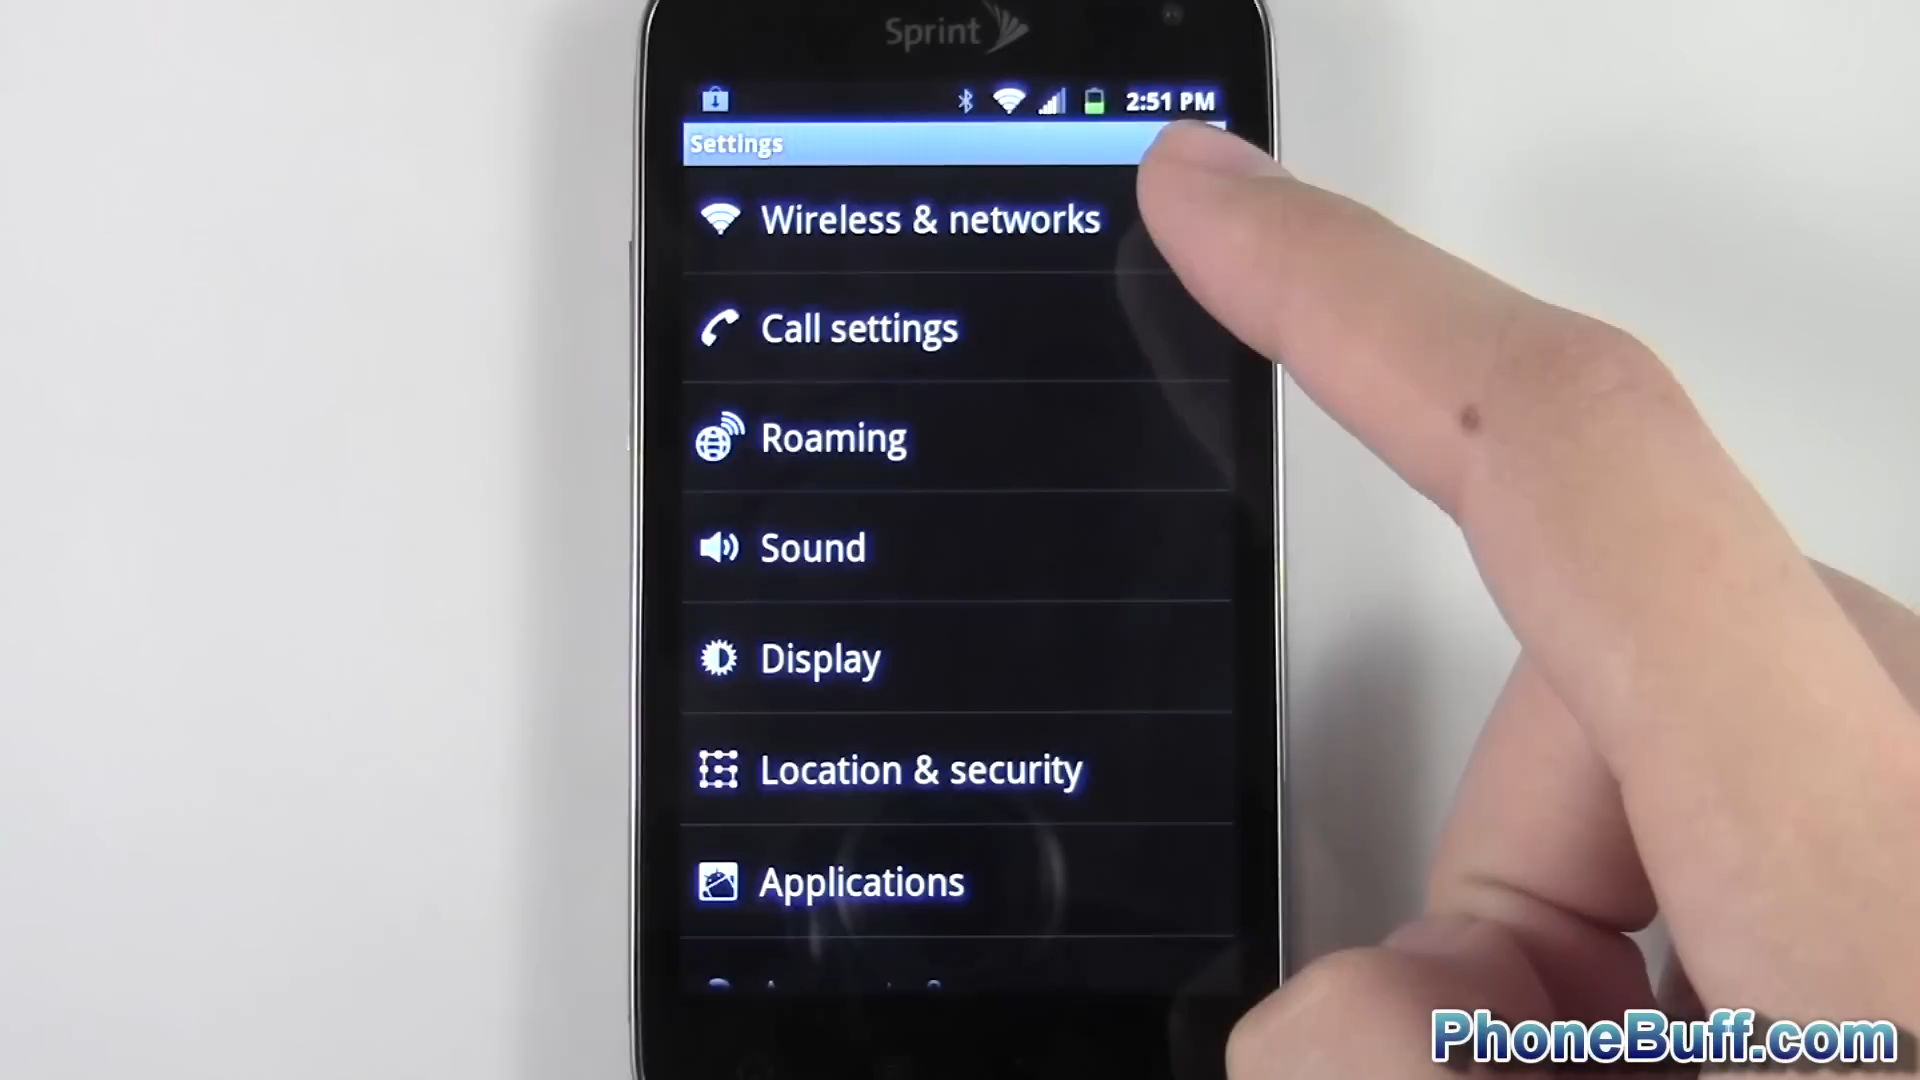 Sprint
2:51 PM
Settings
Wireless & networks
Call settings
Roaming
Sound
Display
Location & security
Applications
PhoneBuff.com